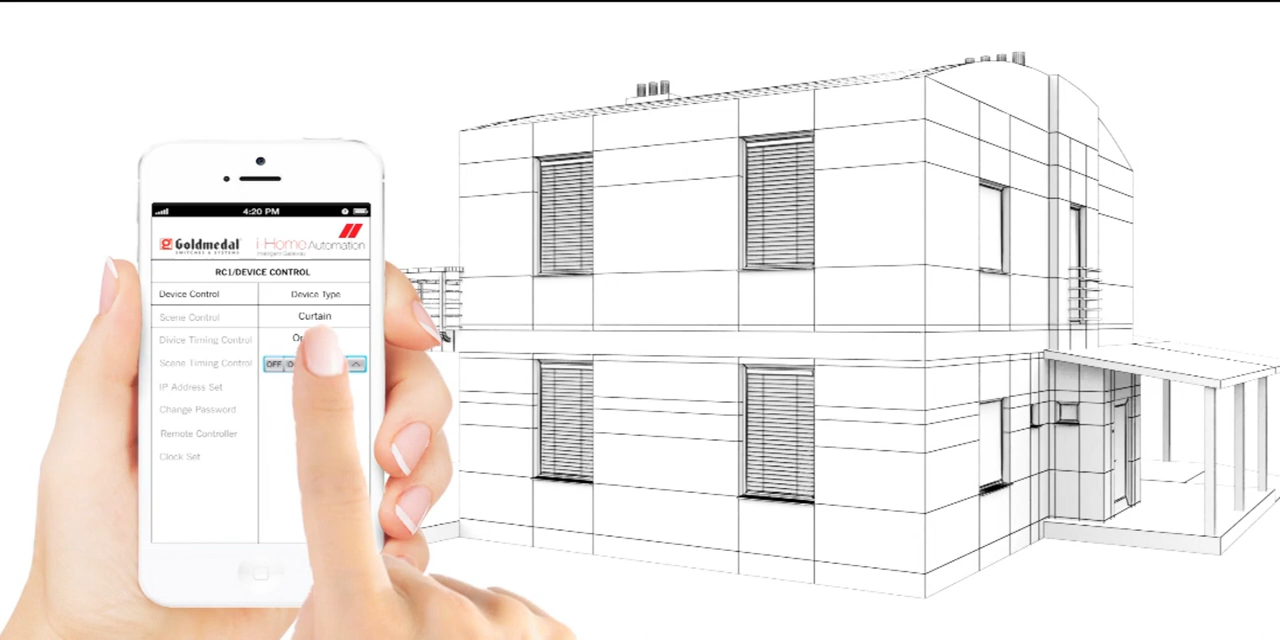 4:20 PM
Goldmedal
SWITCHES & SYSTEMS
i Home Automation
Intelligent Gateway
RC1/DEVICE CONTROL
Device Control Device Type
Scene Control Curtain
Divice Timing Control
Scene Timing Control OFF
IP Address Set
Change Password
Remote Controller
Clock Set